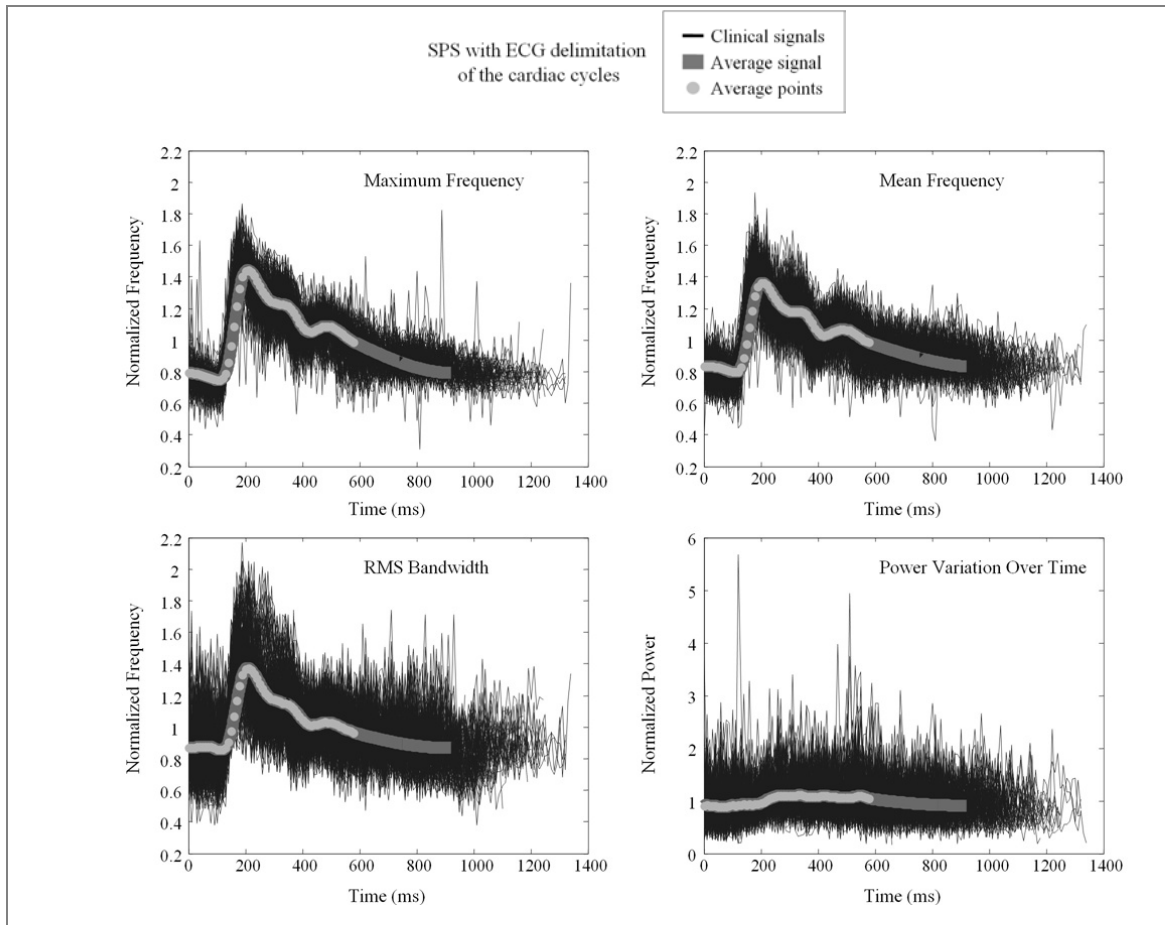 SPS with ECG delimitation
of the cardiac cycles
Clinical signals
Average signal
Average points
Maximum Frequency
Normalized Frequency
2.2
2
1.8
1.6
1.4
1.2
1
0.8
0.6
0.4
0.2
0 200 400 600 800 1000 1200 1400
Time (ms)
Mean Frequency
Normalized Frequency
2.2
2
1.8
1.6
1.4
1.2
1
0.8
0.6
0.4
0.2
0 200 400 600 800 1000 1200 1400
Time (ms)
RMS Bandwidth
Normalized Frequency
2.2
2
1.8
1.6
1.4
1.2
1
0.8
0.6
0.4
0.2
0 200 400 600 800 1000 1200 1400
Time (ms)
Power Variation Over Time
Normalized Power
6
5
4
3
2
1
0
0 200 400 600 800 1000 1200 1400
Time (ms)